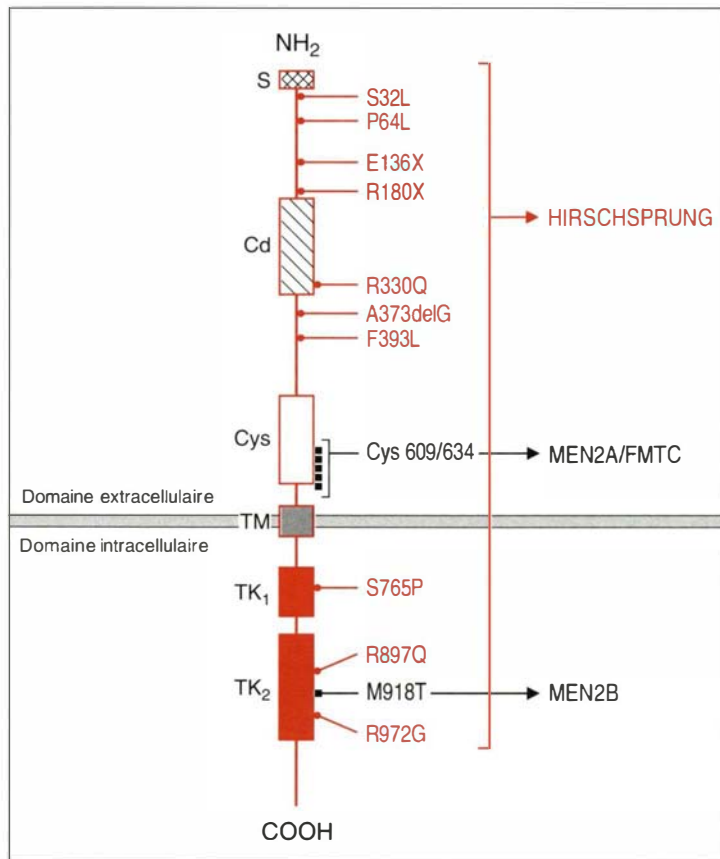 NH2
S
S32L
P64L
E136X
R180X
HIRSCHSPRUNG
Cd
R330Q
A373delG
F393L
Cys
Cys 609/634
MEN2A/FMTC
Domaine extracellulaire
TM
Domaine intracellulaire
TK1
S765P
R897Q
TK2
M918T
MEN2B
R972G
COOH